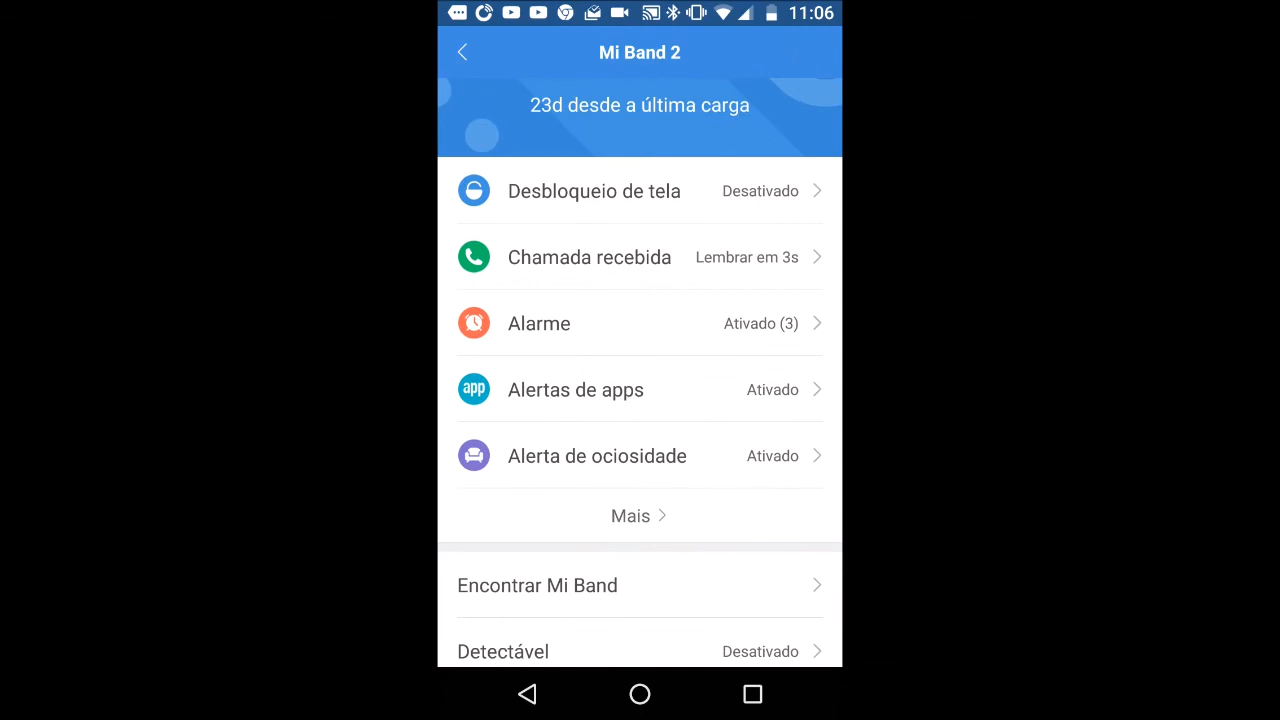 11:06
Mi Band 2
23d desde a última carga
Desbloqueio de tela Desativado
Chamada recebida Lembrar em 3s
Alarme Ativado (3)
app Alertas de apps Ativado
Alerta de ociosidade Ativado
Mais
Encontrar Mi Band
Detectável Desativado